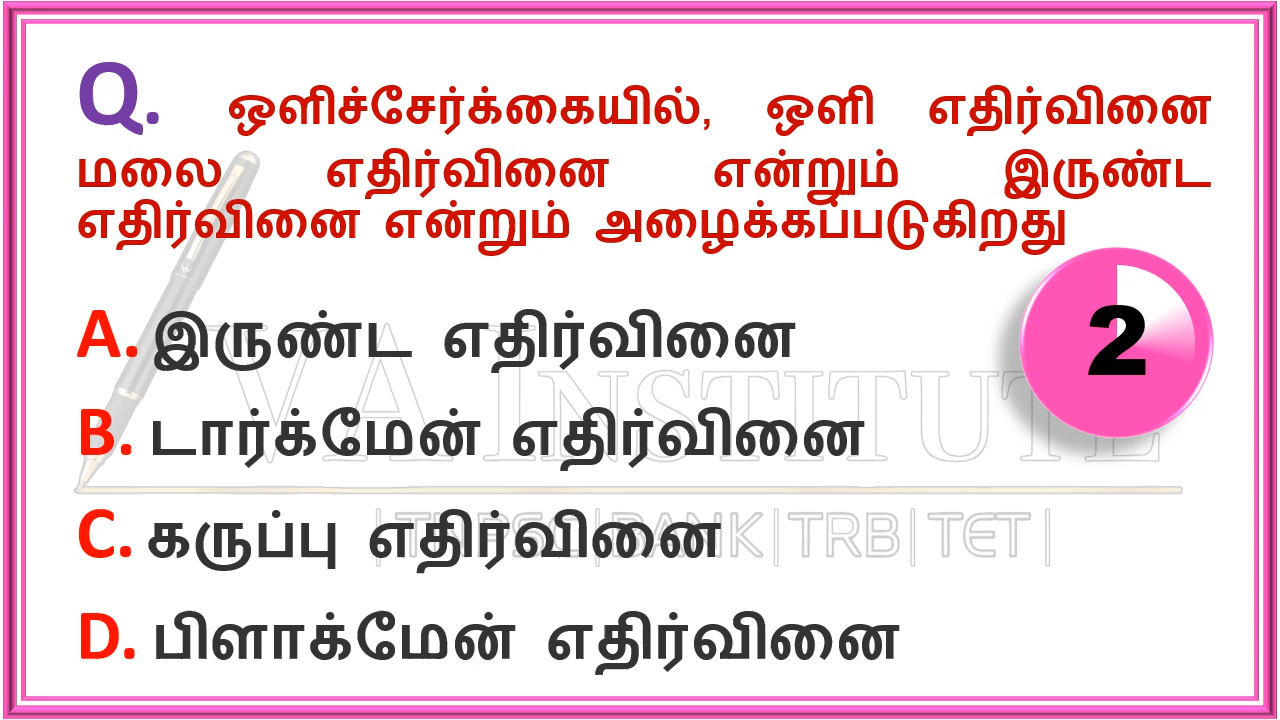 Q. ஒளிச்சேர்க்கையில், ஒளி எதிர்வினை
மலை எதிர்வினை என்றும் இருண்ட
எதிர்வினை என்றும் அழைக்கப்படுகிறது
A. இருண்ட எதிர்வினை
2
B. டார்க்மேன் எதிர்வினை
C. கருப்பு எதிர்வினை
D. பிளாக்மேன் எதிர்வினை
VA INSTITUTE
|TNPSC|BANK|TRB|TET|